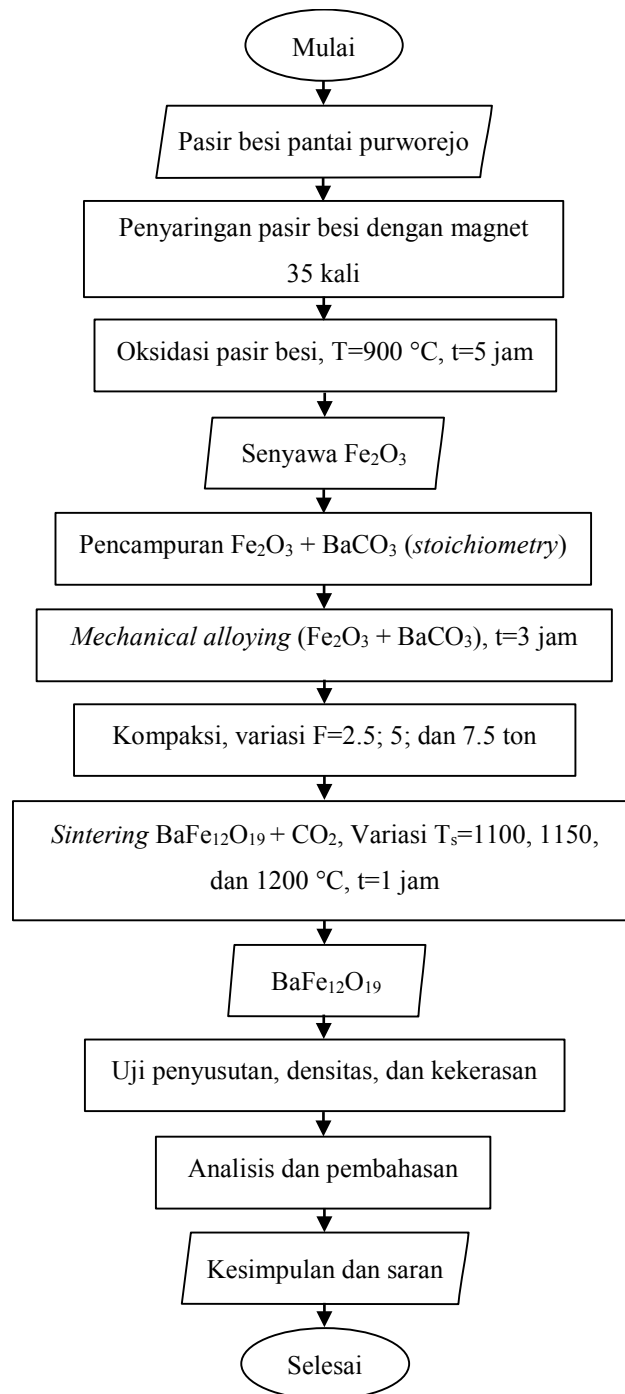 Mulai
Pasir besi pantai purworejo
Penyaringan pasir besi dengan magnet
35 kali
Oksidasi pasir besi, T=900 °C, t=5 jam
Senyawa Fe₂O₃
Pencampuran Fe₂O₃ + BaCO₃ (stoichiometry)
Mechanical alloying (Fe₂O₃ + BaCO₃), t=3 jam
Kompaksi, variasi F=2.5; 5; dan 7.5 ton
Sintering BaFe₁₂O₁₉ + CO₂, Variasi Tₛ=1100, 1150,
dan 1200 °C, t=1 jam
BaFe₁₂O₁₉
Uji penyusutan, densitas, dan kekerasan
Analisis dan pembahasan
Kesimpulan dan saran
Selesai